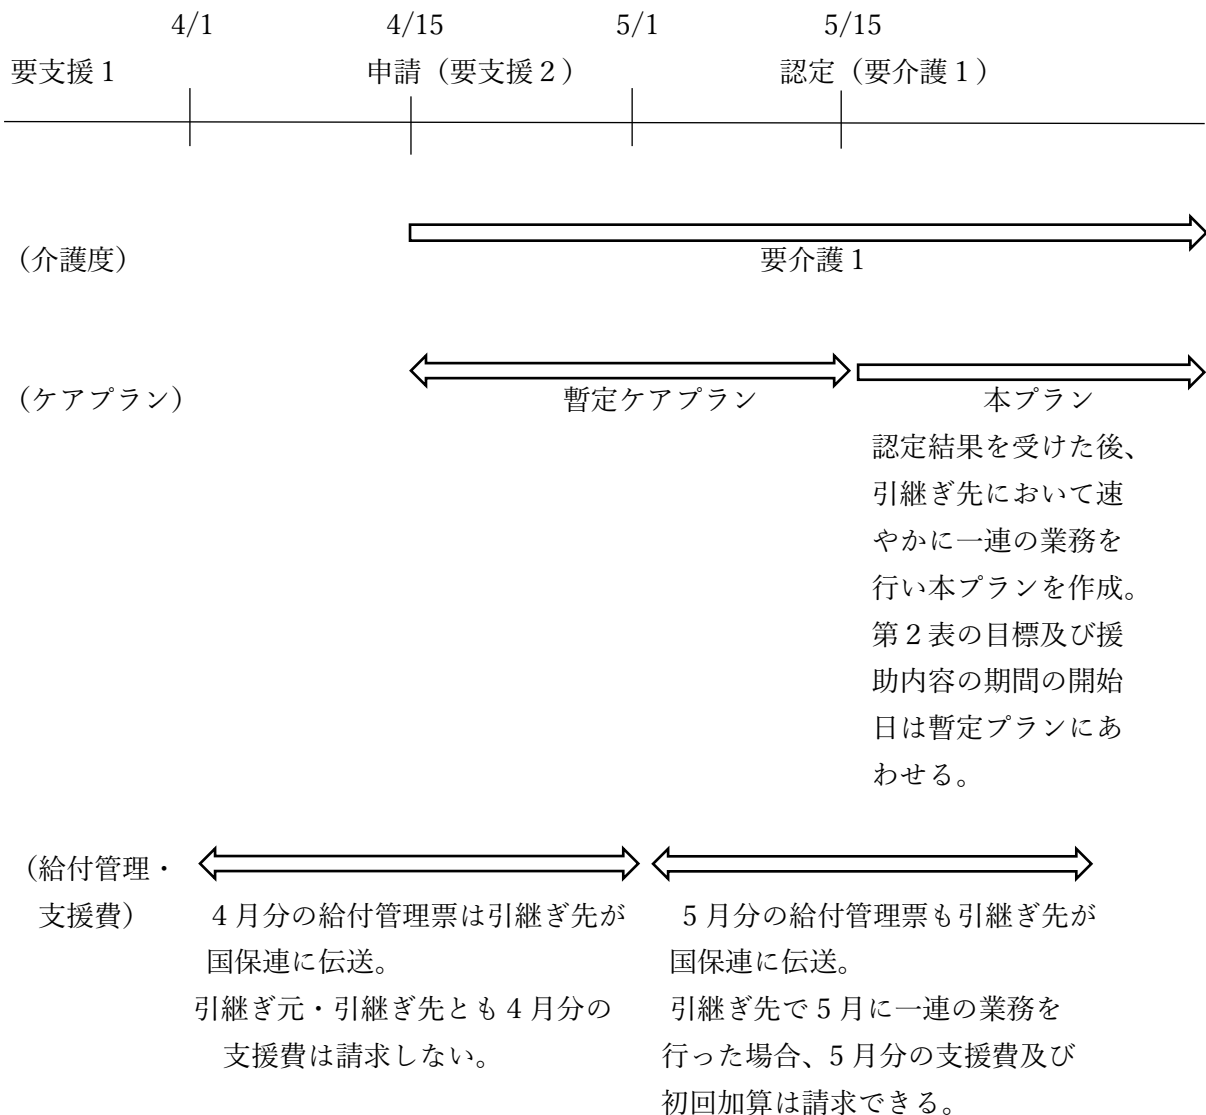 4/1 4/15 5/1 5/15
要支援１ 申請（要支援２） 認定（要介護１）
（介護度）
要介護１
（ケアプラン） 暫定ケアプラン 本プラン
認定結果を受けた後、
引継ぎ先において速
やかに一連の業務を
行い本プランを作成。
第２表の目標及び援
助内容の期間の開始
日は暫定プランにあ
わせる。
（給付管理・
支援費）
４月分の給付管理票は引継ぎ先が
国保連に伝送。
引継ぎ元・引継ぎ先とも４月分の
支援費は請求しない。
５月分の給付管理票も引継ぎ先が
国保連に伝送。
引継ぎ先で５月に一連の業務を
行った場合、５月分の支援費及び
初回加算は請求できる。